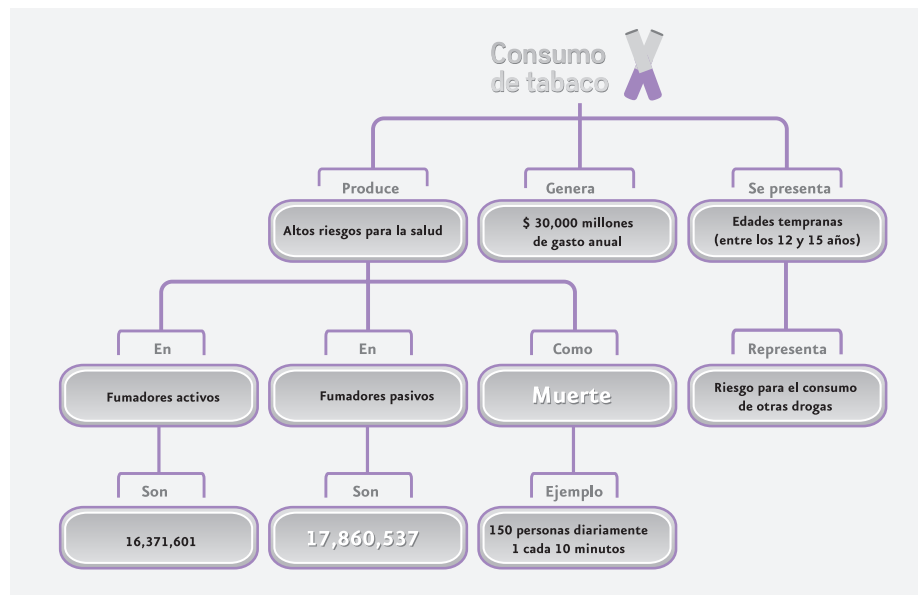 Consumo
de tabaco
Produce
Genera
Se presenta
Altos riesgos para la salud
$ 30,000 millones
de gasto anual
Edades tempranas
(entre los 12 y 15 años)
En
En
Como
Representa
Fumadores activos
Fumadores pasivos
Muerte
Riesgo para el consumo
de otras drogas
Son
Son
Ejemplo
16,371,601
17,860,537
150 personas diariamente
1 cada 10 minutos